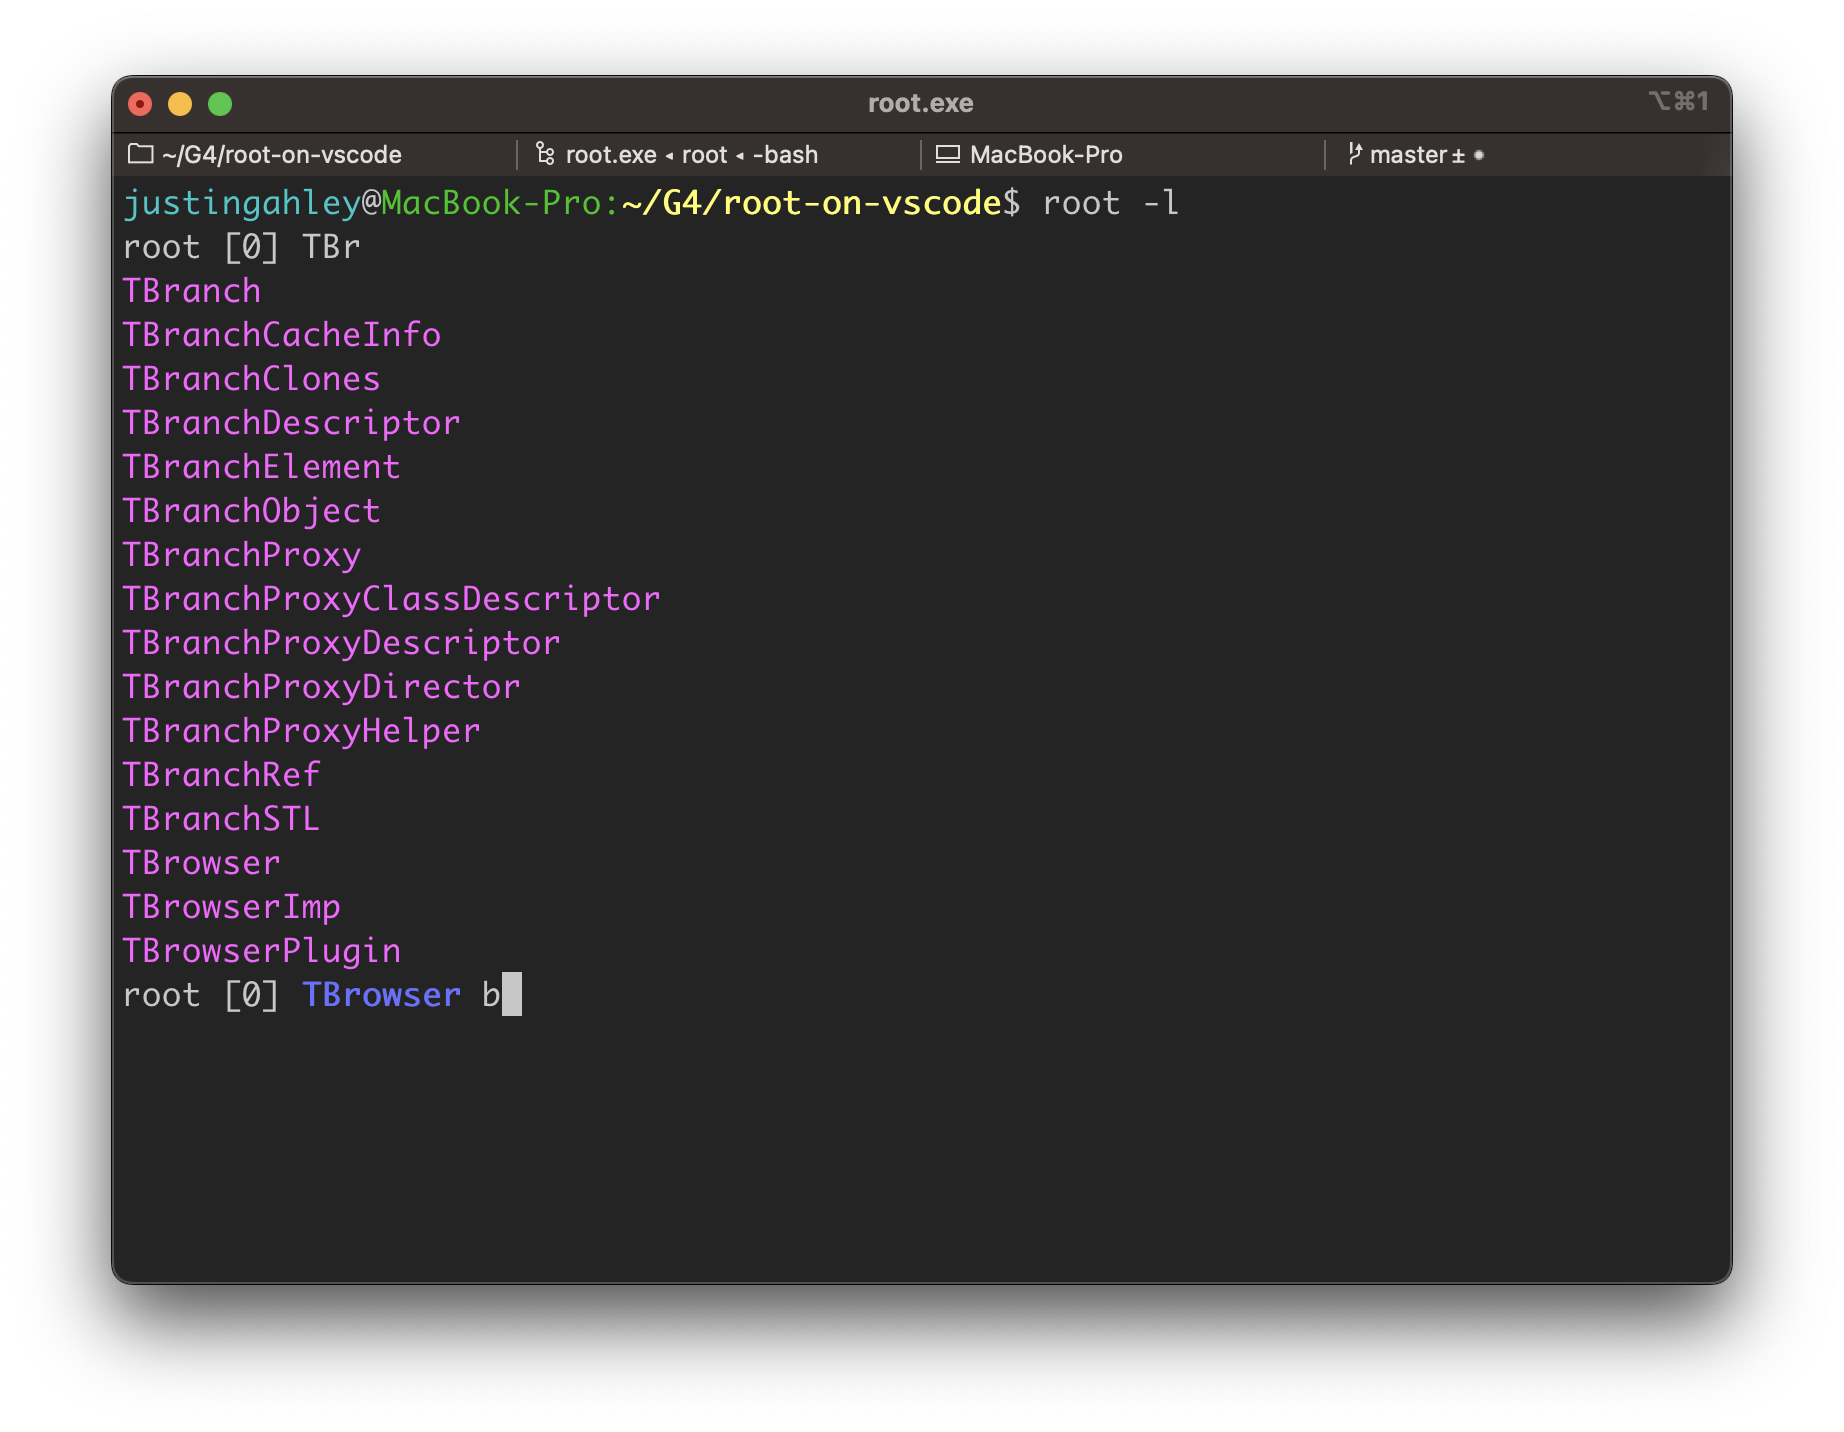 root.exe
⌥⌘1
~/G4/root-on-vscode
root.exe ◂ root ◂ -bash
MacBook-Pro
master ± ●
justingahley@MacBook-Pro:~/G4/root-on-vscode$ root -l
root [0] TBr
TBranch
TBranchCacheInfo
TBranchClones
TBranchDescriptor
TBranchElement
TBranchObject
TBranchProxy
TBranchProxyClassDescriptor
TBranchProxyDescriptor
TBranchProxyDirector
TBranchProxyHelper
TBranchRef
TBranchSTL
TBrowser
TBrowserImp
TBrowserPlugin
root [0] TBrowser b